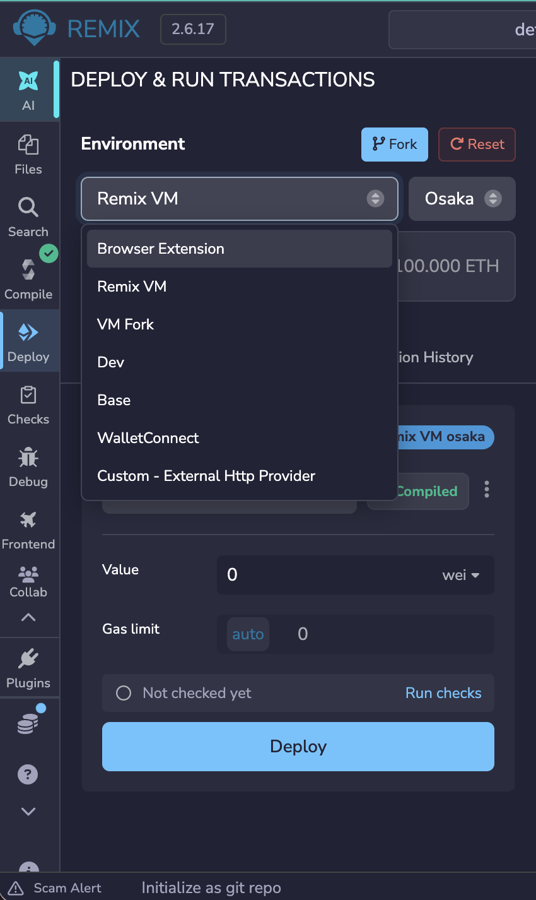 REMIX 2.6.17
DEPLOY & RUN TRANSACTIONS
AI
Files
Search
Compile
Deploy
Checks
Debug
Frontend
Collab
Plugins
Environment
Fork
Reset
Remix VM
Osaka
Browser Extension
Remix VM
VM Fork
Dev
Base
WalletConnect
Custom - External Http Provider
100.000 ETH
History
VM osaka
Compiled
Value
0
wei
Gas limit
auto
0
Not checked yet
Run checks
Deploy
Scam Alert
Initialize as git repo